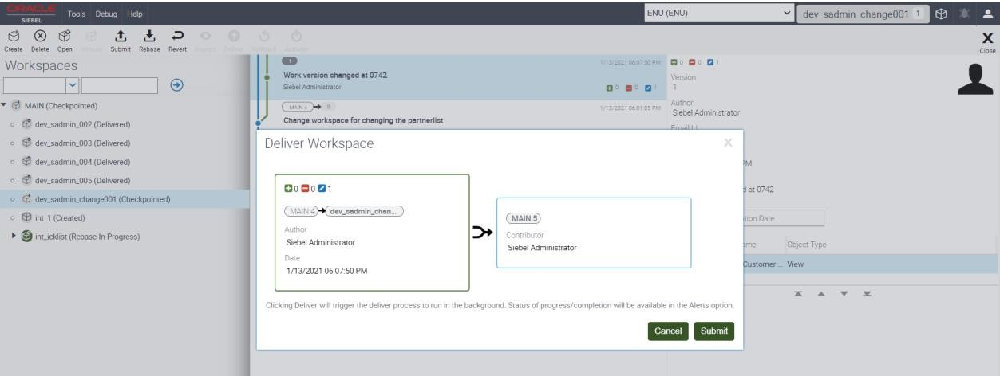 ORACLE
SIEBEL
Tools Debug Help
ENU (ENU)
dev_sadmin_change001 1
Create Delete Open Version Submit Rebase Revert Inspect Deliver Rollback Activate
X
Close
Workspaces
MAIN (Checkpointed)
dev_sadmin_002 (Delivered)
dev_sadmin_003 (Delivered)
dev_sadmin_004 (Delivered)
dev_sadmin_005 (Delivered)
dev_sadmin_change001 (Checkpointed)
int_1 (Created)
int_icklist (Rebase-In-Progress)
1
1/13/2021 06:07:50 PM
Work version changed at 0742
Siebel Administrator
0 0 1
MAIN 4 0
1/13/2021 06:01:05 PM
Change workspace for changing the partnerlist
0 0 1
Version
1
Author
Siebel Administrator
Email Id
PM
d at 0742
tion Date
ame Object Type
Customer ... View
Deliver Workspace
X
0 0 1
MAIN 4 dev_sadmin_chan...
Author
Siebel Administrator
Date
1/13/2021 06:07:50 PM
MAIN 5
Contributor
Siebel Administrator
Clicking Deliver will trigger the deliver process to run in the background. Status of progress/completion will be available in the Alerts option.
Cancel Submit